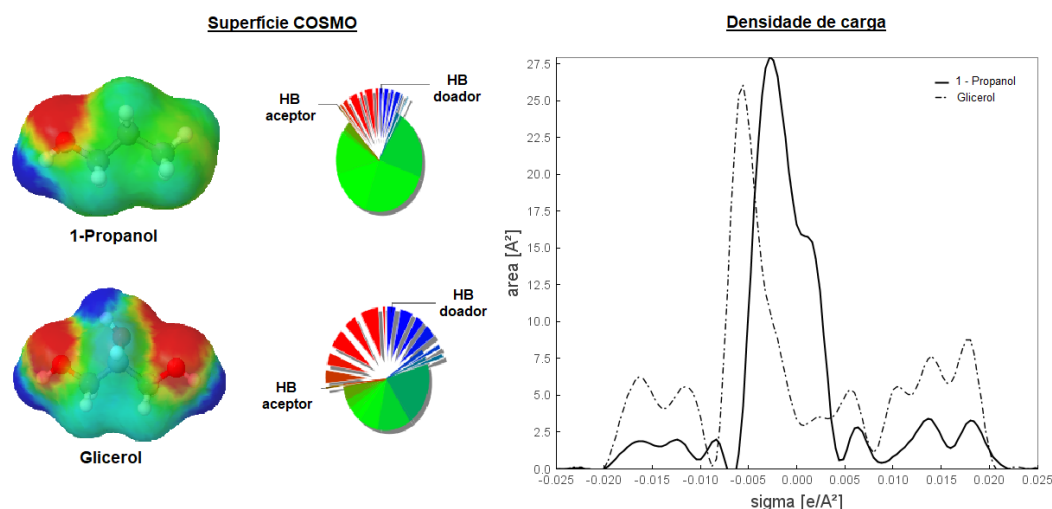 Superfície COSMO
HB
aceptor
HB
doador
1-Propanol
HB
doador
HB
aceptor
Glicerol
Densidade de carga
1 - Propanol
Glicerol
area [A²]
27.5
25.0
22.5
20.0
17.5
15.0
12.5
10.0
7.5
5.0
2.5
0.0
-0.025 -0.020 -0.015 -0.010 -0.005 0.000 0.005 0.010 0.015 0.020 0.025
sigma [e/A²]